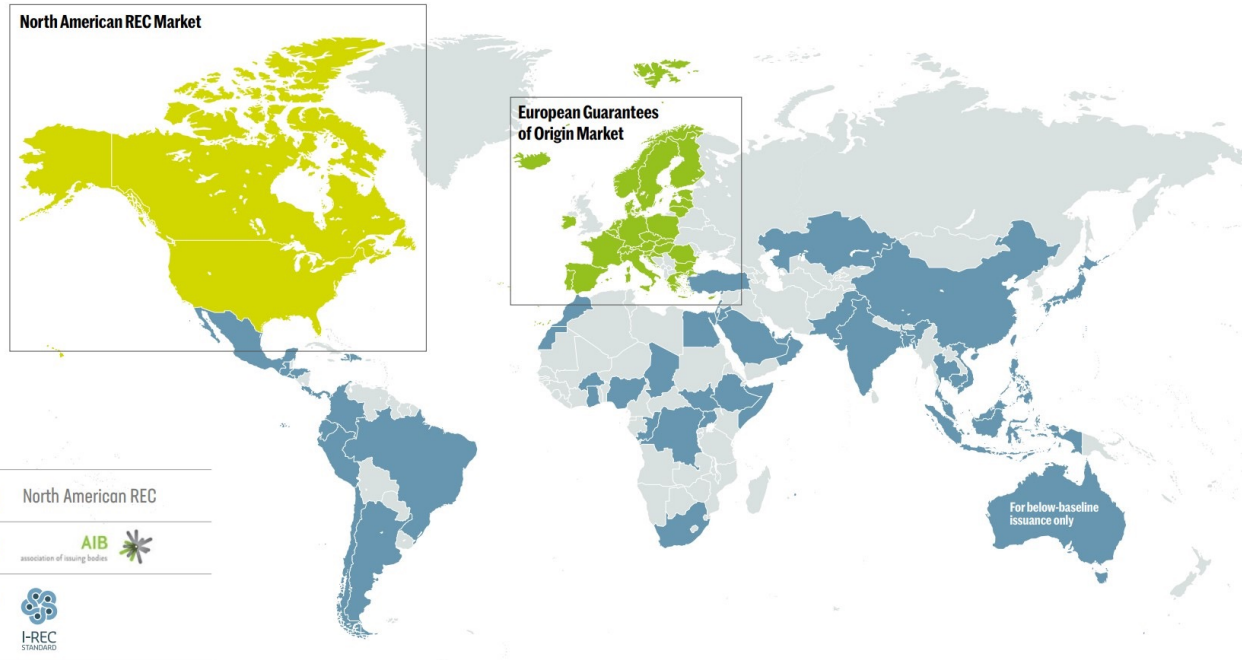 North American REC Market
European Guarantees
of Origin Market
North American REC
AIB
association of issuing bodies
I-REC
STANDARD
For below-baseline
issuance only